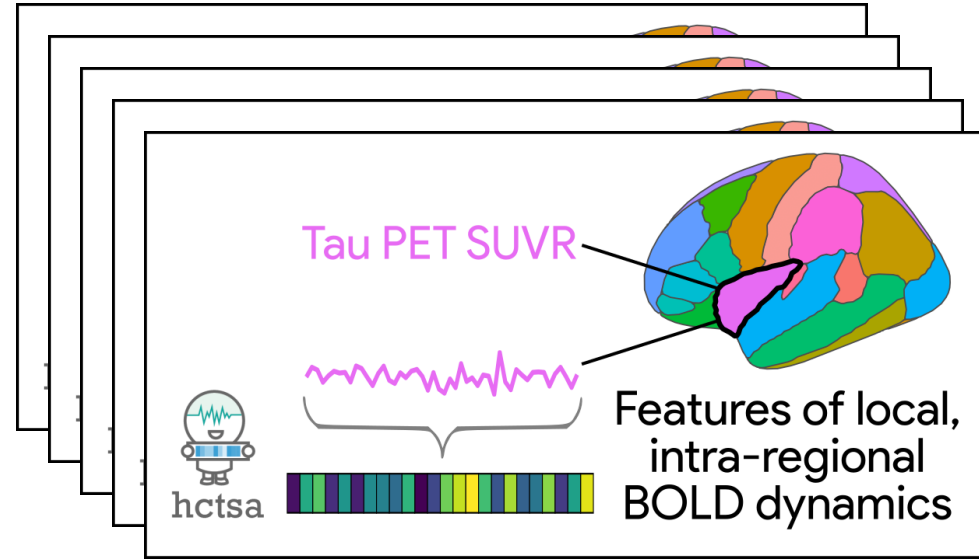 Tau PET SUVR
Features of local,
intra-regional
BOLD dynamics
hctsa